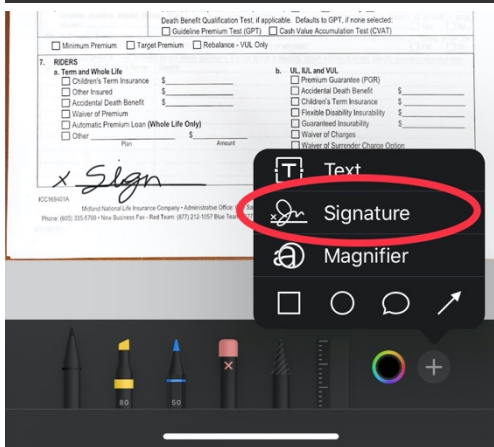 Death Benefit Qualification Test, if applicable. Defaults to GPT, if none selected:
Guideline Premium Test (GPT) Cash Value Accumulation Test (CVAT)
Minimum Premium Target Premium Rebalance - VUL Only
7. RIDERS
a. Term and Whole Life
Children's Term Insurance $
Other Insured $
Accidental Death Benefit $
Waiver of Premium
Automatic Premium Loan (Whole Life Only)
Other $
Plan Amount
b. UL, IUL and VUL
Premium Guarantee (PGR)
Accidental Death Benefit $
Children's Term Insurance $
Flexible Disability Insurability $
Guaranteed Insurability $
Waiver of Charges
Waiver of Surrender Charge Option
x Sign
ICC169401A
Midland National Life Insurance Company • Administrative Office:
Phone: (605) 335-5700 • New Business Fax - Red Team: (877) 212-1057 Blue Team
Text
Signature
Magnifier
80
50